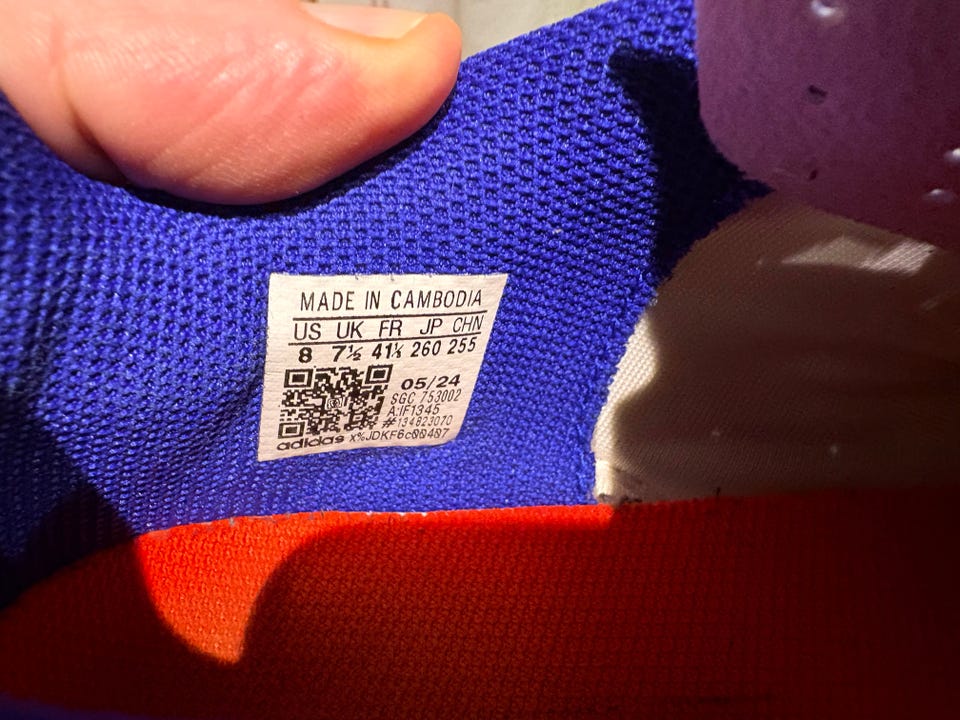 MADE IN CAMBODIA
US UK FR JP CHN
8 7½ 41⅓ 260 255
05/24
SGC 753002
A:IF1345
#134823070
adidas x%JDKF6c00407